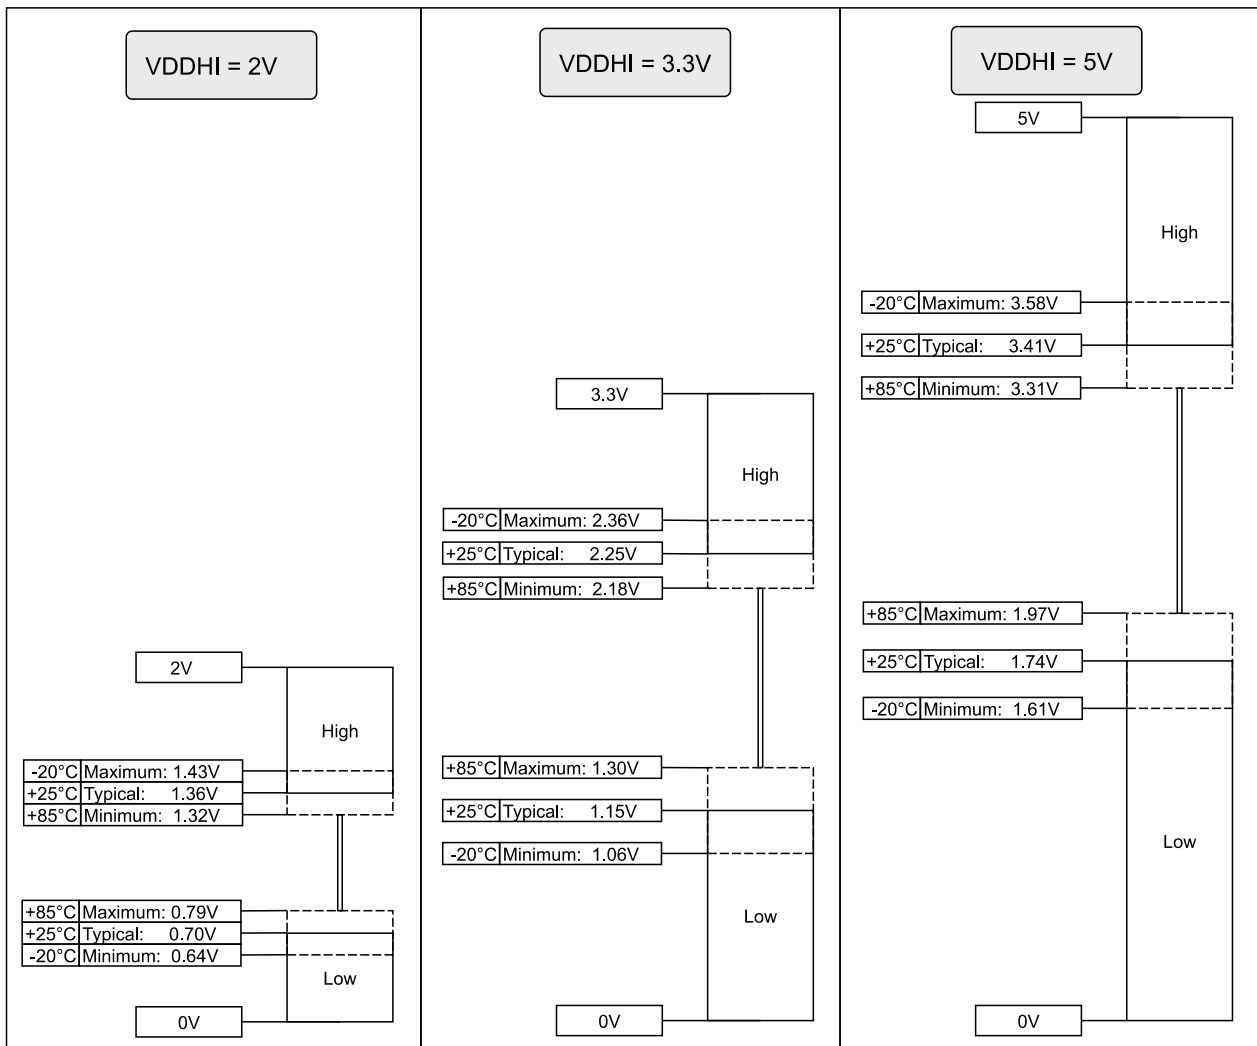 VDDHI = 2V
2V
High
-20°C Maximum: 1.43V
+25°C Typical: 1.36V
+85°C Minimum: 1.32V
+85°C Maximum: 0.79V
+25°C Typical: 0.70V
-20°C Minimum: 0.64V
Low
0V
VDDHI = 3.3V
3.3V
High
-20°C Maximum: 2.36V
+25°C Typical: 2.25V
+85°C Minimum: 2.18V
+85°C Maximum: 1.30V
+25°C Typical: 1.15V
-20°C Minimum: 1.06V
Low
0V
VDDHI = 5V
5V
High
-20°C Maximum: 3.58V
+25°C Typical: 3.41V
+85°C Minimum: 3.31V
+85°C Maximum: 1.97V
+25°C Typical: 1.74V
-20°C Minimum: 1.61V
Low
0V